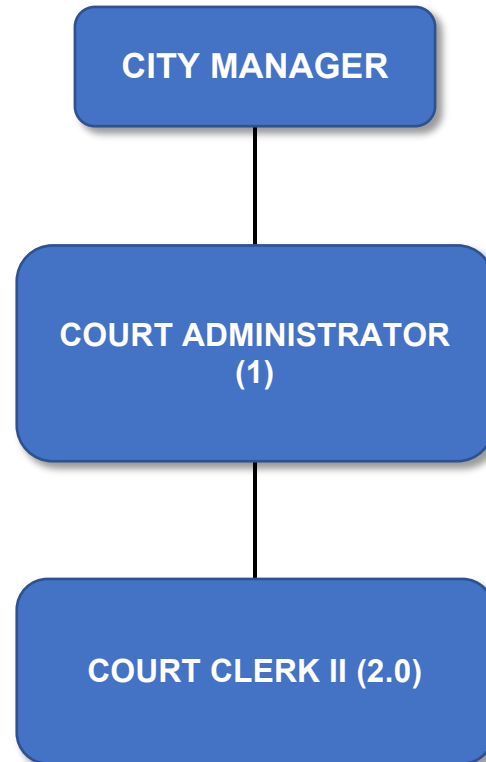 CITY MANAGER
COURT ADMINISTRATOR
(1)
COURT CLERK II (2.0)